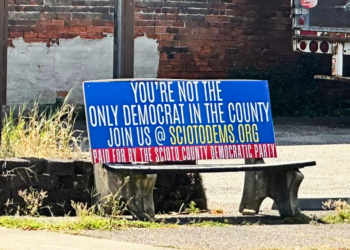 YOU'RE NOT THE
ONLY DEMOCRAT IN THE COUNTY
JOIN US @ SCIOTODEMS.ORG
PAID FOR BY THE SCIOTO COUNTY DEMOCRATIC PARTY